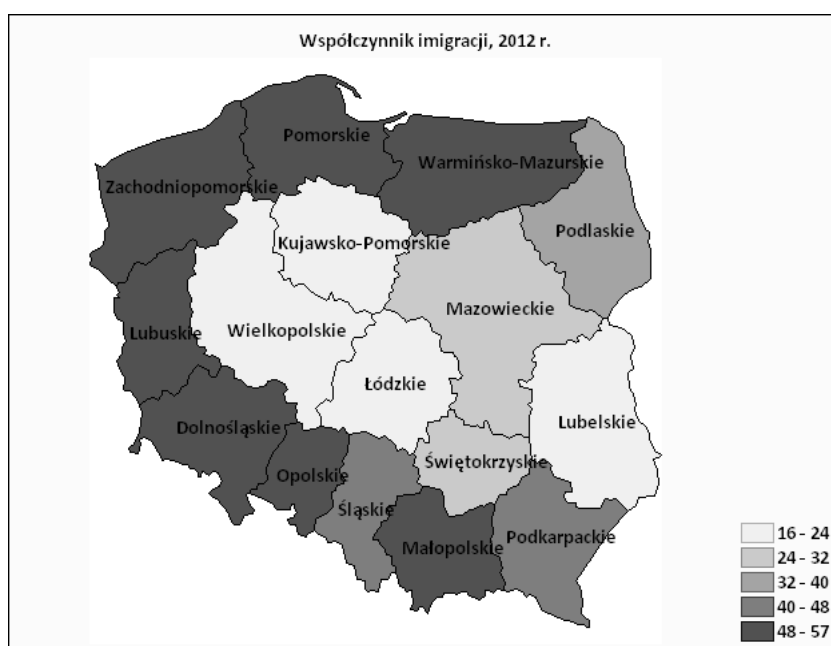 Współczynnik imigracji, 2012 r.
Pomorskie
Warmińsko-Mazurskie
Zachodniopomorskie
Podlaskie
Kujawsko-Pomorskie
Mazowieckie
Lubuskie
Wielkopolskie
Łódzkie
Lubelskie
Dolnośląskie
Świętokrzyskie
Opolskie
Śląskie
Podkarpackie
Małopolskie
16 - 24
24 - 32
32 - 40
40 - 48
48 - 57